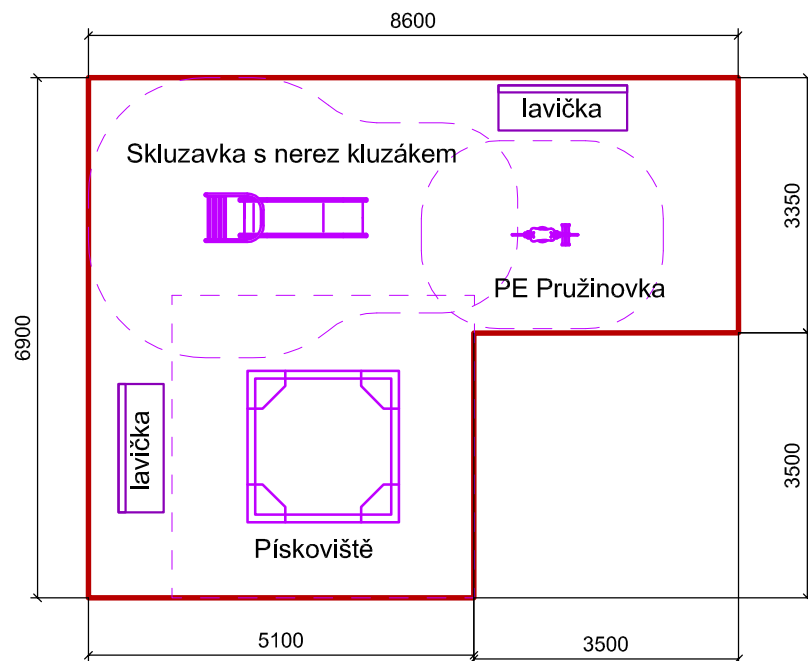 8600
lavička
Skluzavka s nerez kluzákem
3350
PE Pružinovka
6900
lavička
3500
Pískoviště
5100
3500